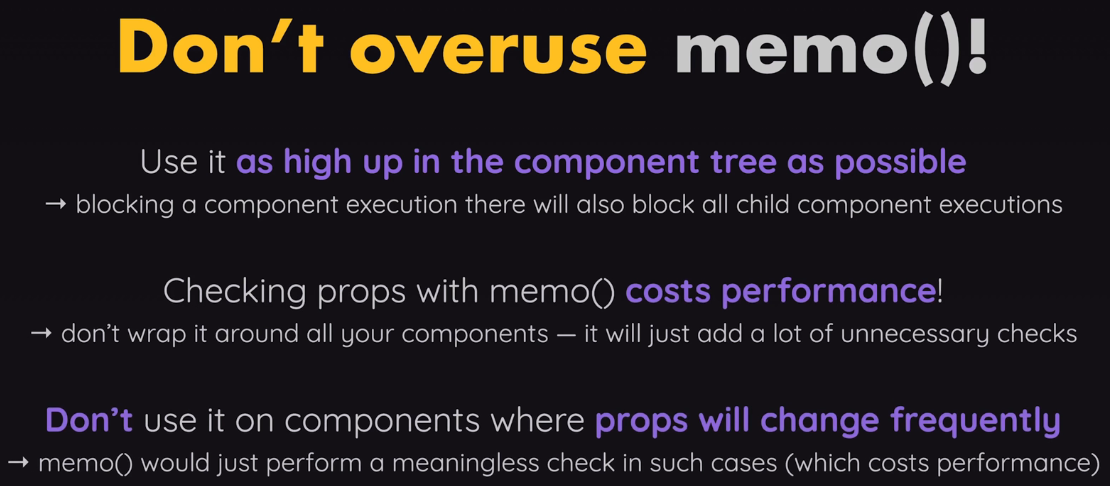 Don’t overuse memo()!
Use it as high up in the component tree as possible
→ blocking a component execution there will also block all child component executions
Checking props with memo() costs performance!
→ don’t wrap it around all your components — it will just add a lot of unnecessary checks
Don’t use it on components where props will change frequently
→ memo() would just perform a meaningless check in such cases (which costs performance)